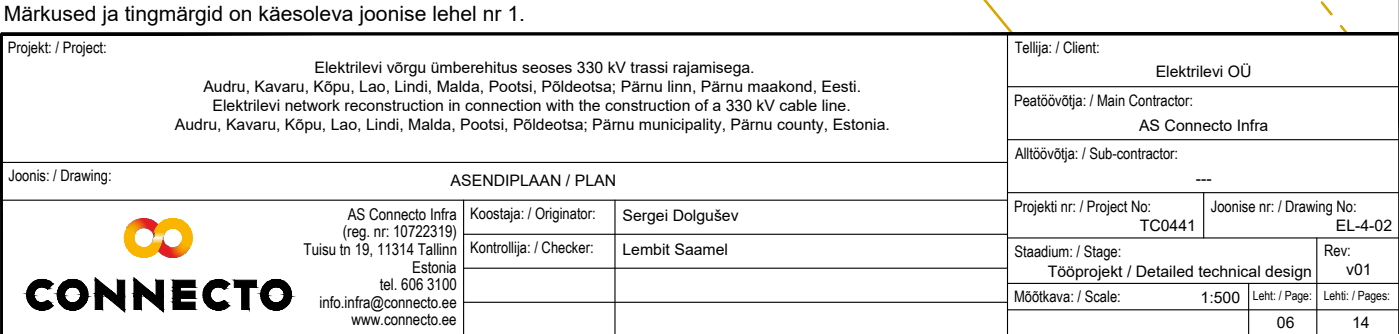 Märkused ja tingmärgid on käesoleva joonise lehel nr 1.
Projekt: / Project:
Elektrilevi võrgu ümberehitus seoses 330 kV trassi rajamisega.
Audru, Kavaru, Kõpu, Lao, Lindi, Malda, Pootsi, Põldeotsa; Pärnu linn, Pärnu maakond, Eesti.
Elektrilevi network reconstruction in connection with the construction of a 330 kV cable line.
Audru, Kavaru, Kõpu, Lao, Lindi, Malda, Pootsi, Põldeotsa; Pärnu municipality, Pärnu county, Estonia.
Joonis: / Drawing:
ASENDIPLAAN / PLAN
CONNECTO
AS Connecto Infra
(reg. nr: 10722319)
Tuisu tn 19, 11314 Tallinn
Estonia
tel. 606 3100
info.infra@connecto.ee
www.connecto.ee
Koostaja: / Originator:
Sergei Dolgušev
Kontrollija: / Checker:
Lembit Saamel
Tellija: / Client:
Elektrilevi OÜ
Peatöövõtja: / Main Contractor:
AS Connecto Infra
Alltöövõtja: / Sub-contractor:
---
Projekti nr: / Project No:
TC0441
Joonise nr: / Drawing No:
EL-4-02
Staadium: / Stage:
Tööprojekt / Detailed technical design
Rev:
v01
Mõõtkava: / Scale:
1:500
Leht: / Page:
06
Lehti: / Pages:
14